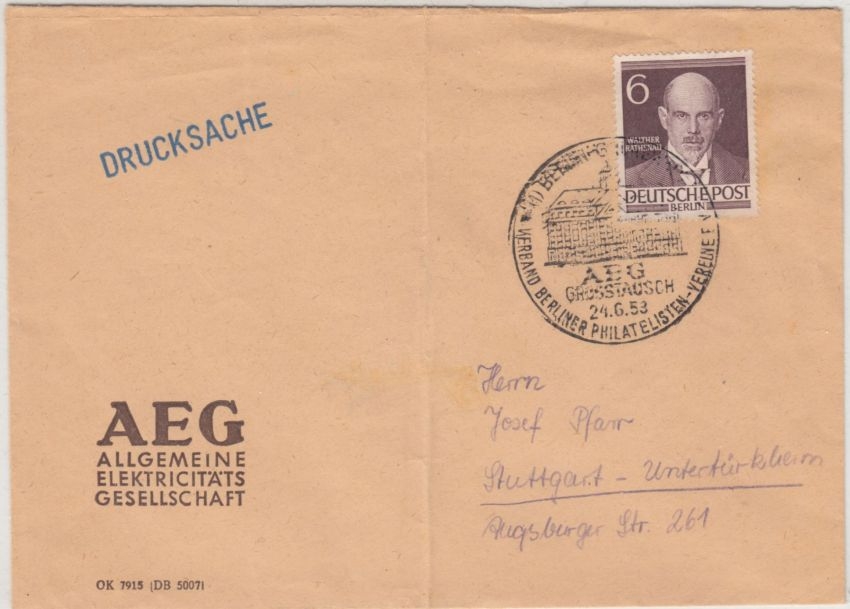 DRUCKSACHE
6
WALTHER
RATHENAU
DEUTSCHE POST
BERLIN
VERBAND BERLINER PHILATELISTEN-VEREINE E.V.
AEG
GROSSTAUSCH
24.6.53
Herrn
Josef Pfarr
Stuttgart - Untertürkheim
Augsburger Str. 261
AEG
ALLGEMEINE
ELEKTRICITÄTS
GESELLSCHAFT
OK 7915 (DB 5007)